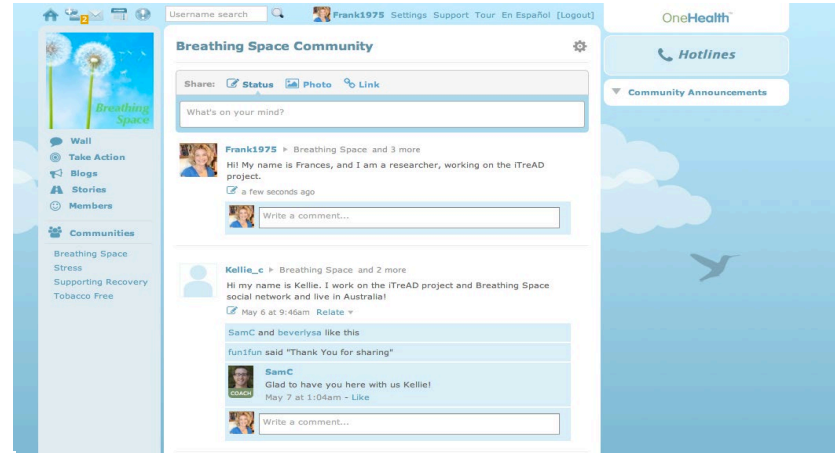 2
Username search
Frank1975 Settings Support Tour En Español [Logout]
OneHealth™
Hotlines
Community Announcements
Breathing
Space
Wall
Take Action
Blogs
Stories
Members
Communities
Breathing Space
Stress
Supporting Recovery
Tobacco Free
Breathing Space Community
Share: Status Photo Link
What's on your mind?
Frank1975 Breathing Space and 3 more
Hi! My name is Frances, and I am a researcher, working on the iTreAD
project.
a few seconds ago
Write a comment...
Kellie_c Breathing Space and 2 more
Hi my name is Kellie. I work on the iTreAD project and Breathing Space
social network and live in Australia!
May 6 at 9:46am Relate
SamC and beverlysa like this
fun1fun said "Thank You for sharing"
SamC
Glad to have you here with us Kellie!
COACH
May 7 at 1:04am - Like
Write a comment...